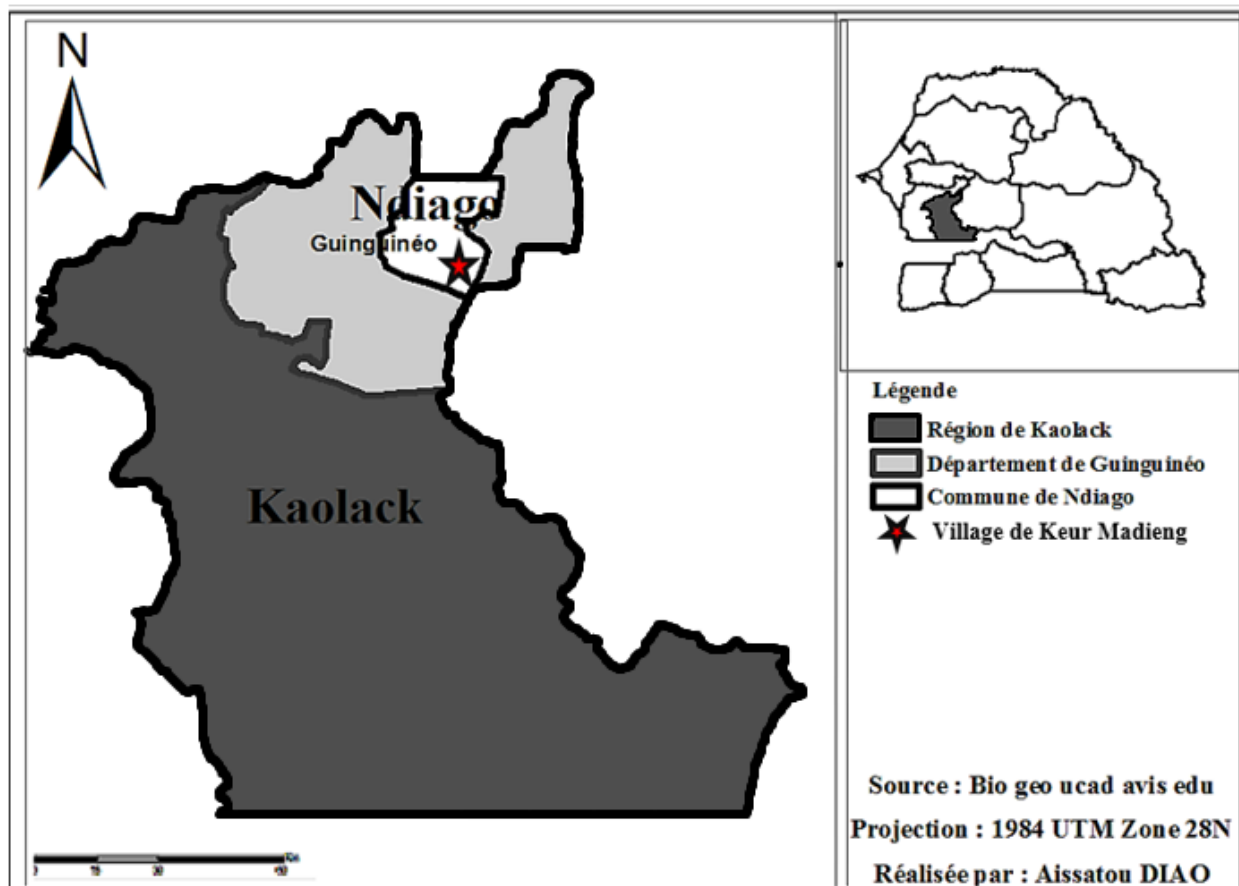 N
Ndiago
Guinguinéo
Kaolack
Légende
Région de Kaolack
Département de Guinguinéo
Commune de Ndiago
Village de Keur Madieng
Source : Bio geo ucad avis edu
Projection : 1984 UTM Zone 28N
Réalisée par : Aissatou DIAO